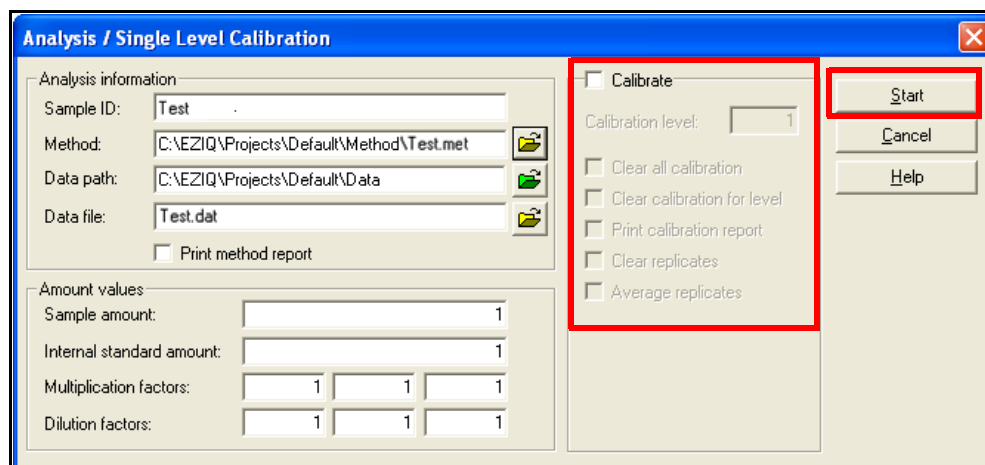 Analysis / Single Level Calibration
Analysis information
Sample ID: Test
Method: C:\EZIQ\Projects\Default\Method\Test.met
Data path: C:\EZIQ\Projects\Default\Data
Data file: Test.dat
Print method report
Amount values
Sample amount: 1
Internal standard amount: 1
Multiplication factors: 1 1 1
Dilution factors: 1 1 1
Calibrate
Calibration level: 1
Clear all calibration
Clear calibration for level
Print calibration report
Clear replicates
Average replicates
Start
Cancel
Help